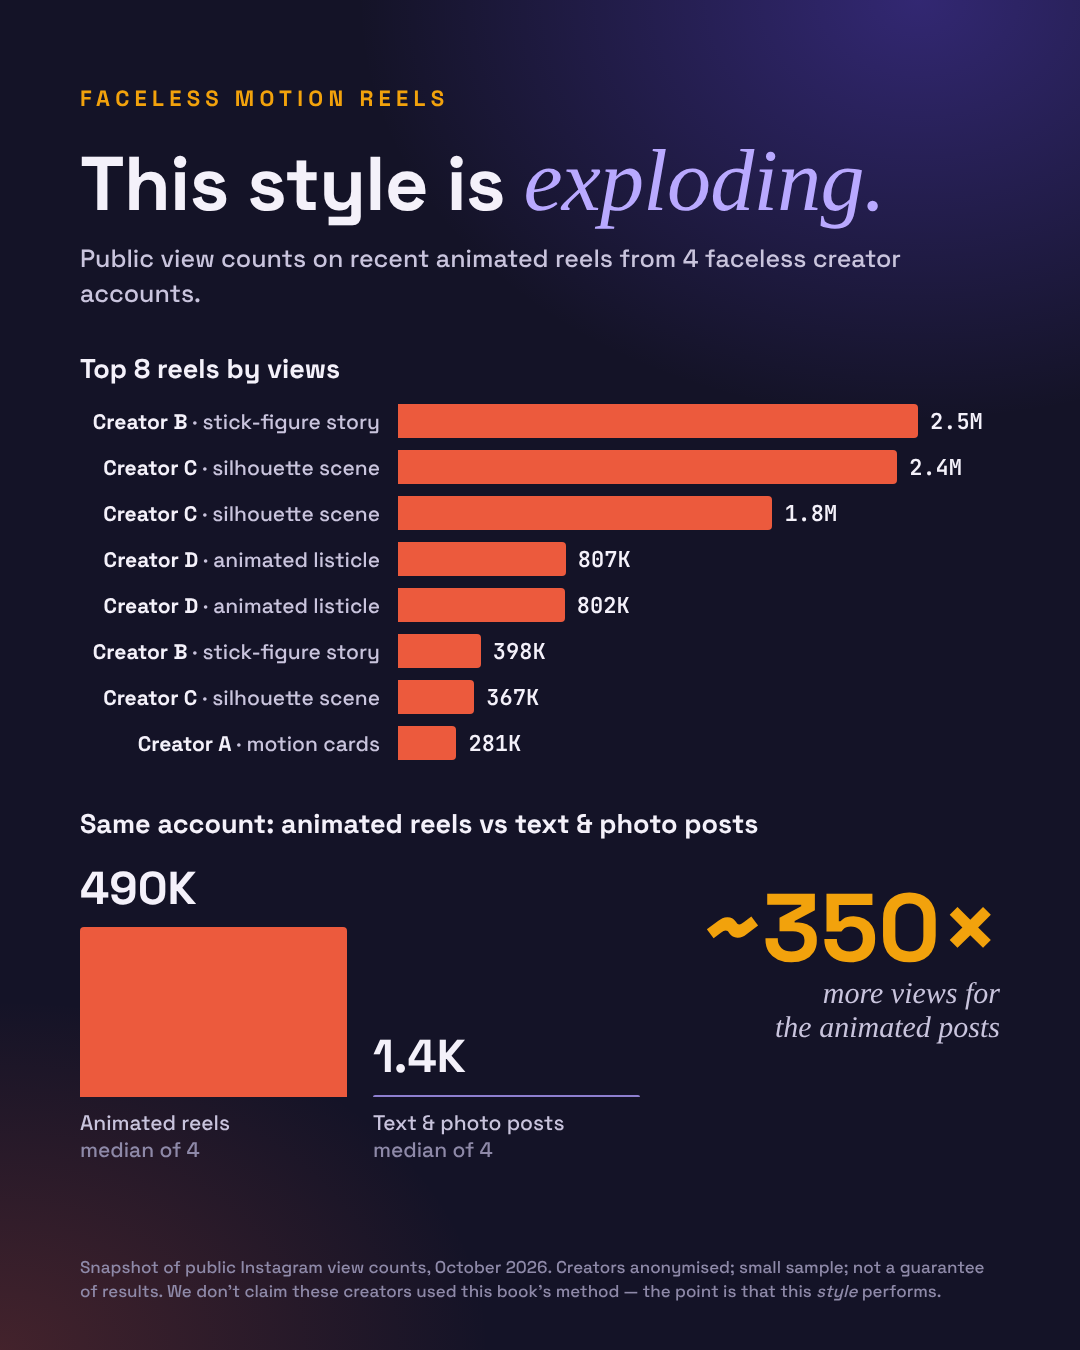 FACELESS MOTION REELS
This style is exploding.
Public view counts on recent animated reels from 4 faceless creator
accounts.
Top 8 reels by views
Creator B · stick-figure story 2.5M
Creator C · silhouette scene 2.4M
Creator C · silhouette scene 1.8M
Creator D · animated listicle 807K
Creator D · animated listicle 802K
Creator B · stick-figure story 398K
Creator C · silhouette scene 367K
Creator A · motion cards 281K
Same account: animated reels vs text & photo posts
490K
Animated reels
median of 4
1.4K
Text & photo posts
median of 4
~350×
more views for
the animated posts
Snapshot of public Instagram view counts, October 2026. Creators anonymised; small sample; not a guarantee
of results. We don’t claim these creators used this book’s method — the point is that this style performs.